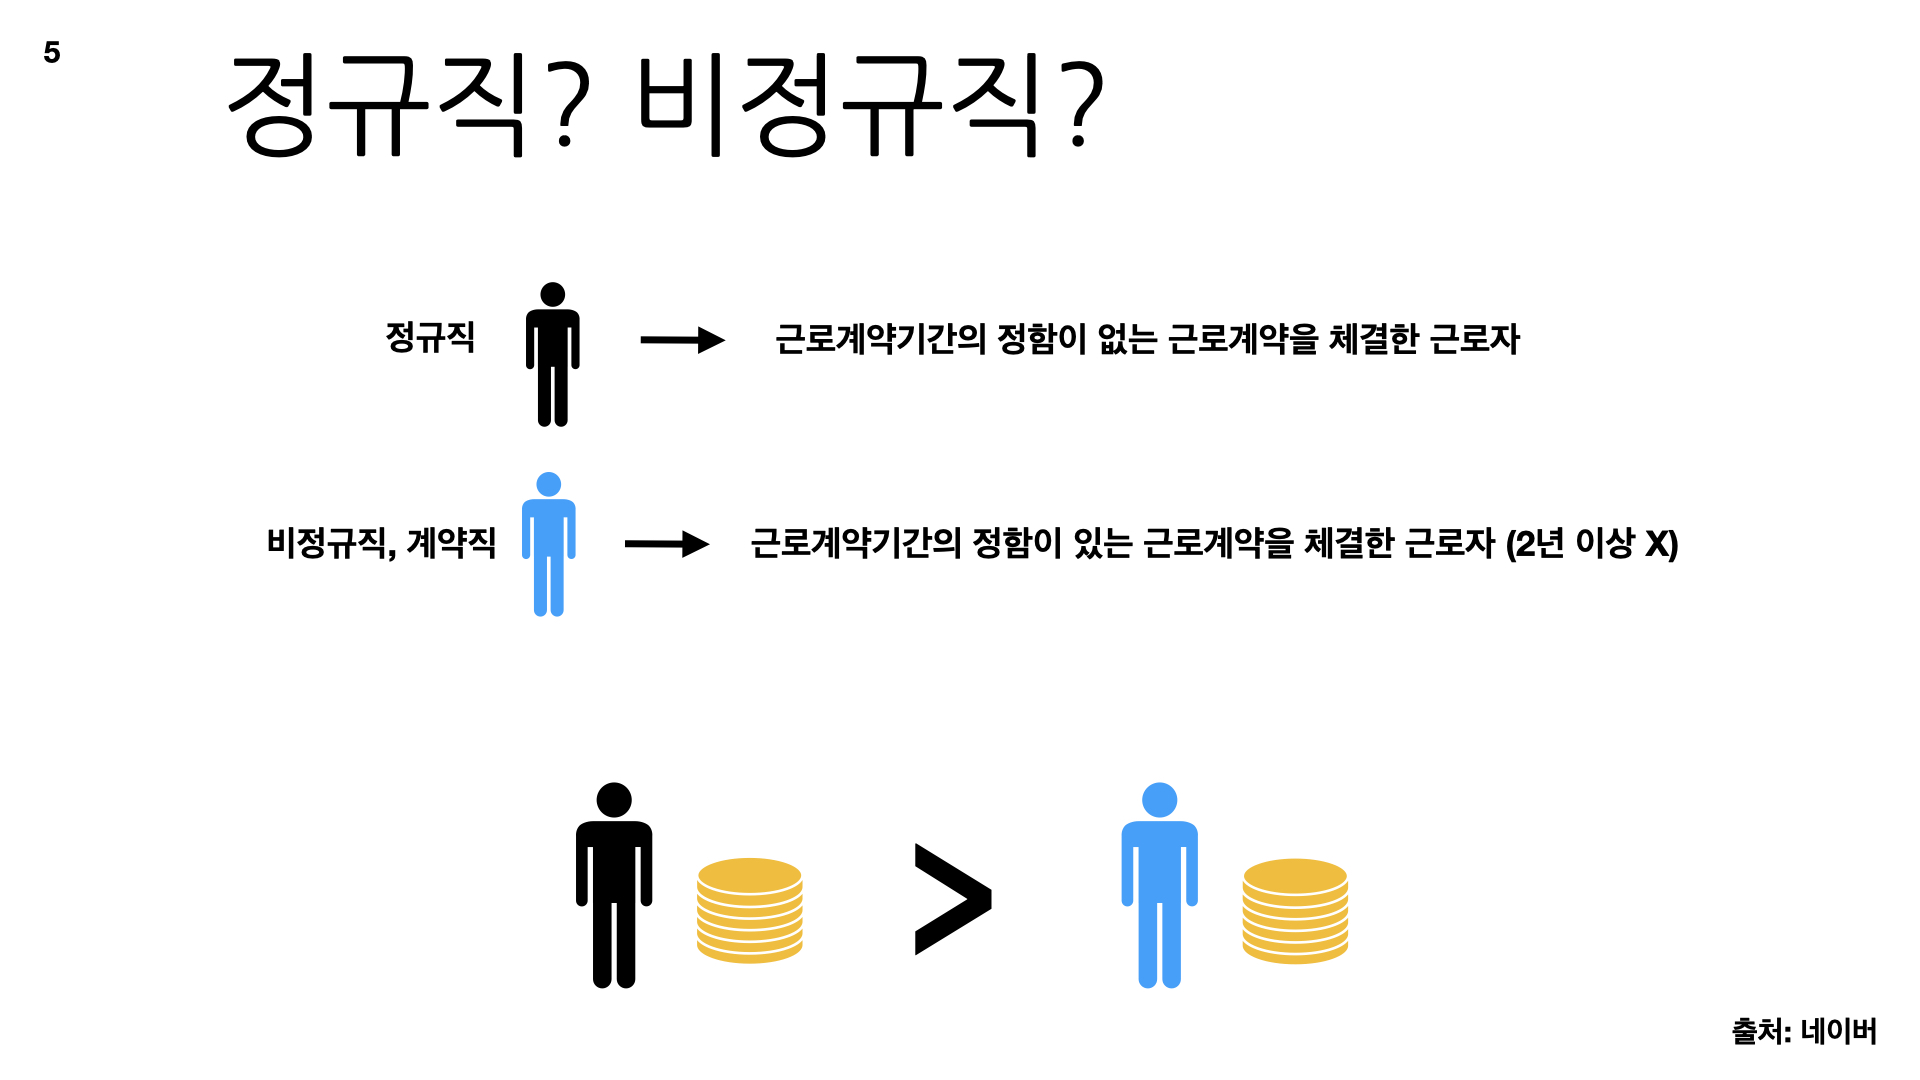 5
정규직? 비정규직?
정규직
근로계약기간의 정함이 없는 근로계약을 체결한 근로자
비정규직, 계약직
근로계약기간의 정함이 있는 근로계약을 체결한 근로자 (2년 이상 X)
>
출처: 네이버